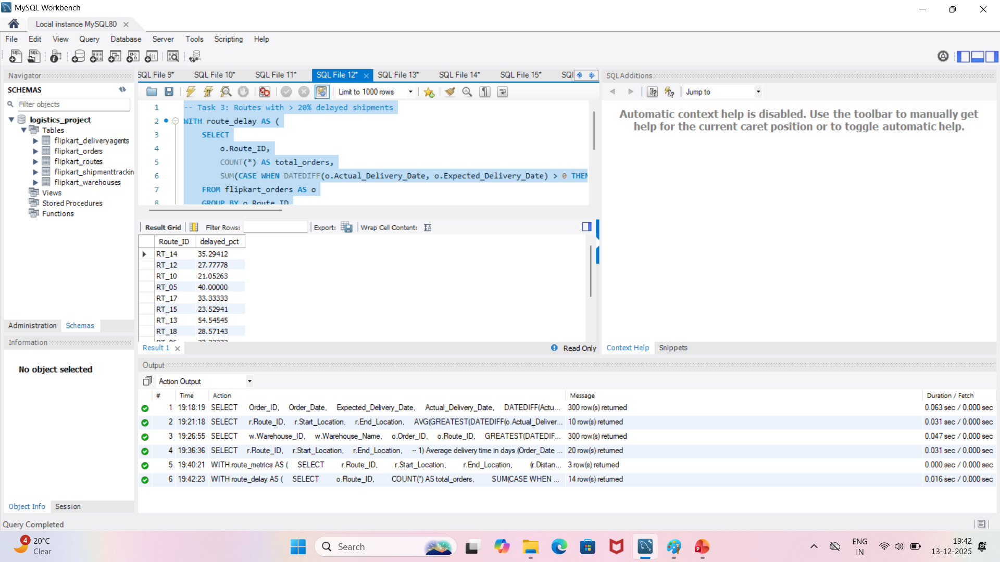 MySQL Workbench
Local instance MySQL80
File Edit View Query Database Server Tools Scripting Help
Navigator
SCHEMAS
Filter objects
logistics_project
Tables
flipkart_deliveryagents
flipkart_orders
flipkart_routes
flipkart_shipmenttrackin
flipkart_warehouses
Views
Stored Procedures
Functions
Administration Schemas
Information
No object selected
Object Info Session
Query Completed
SQL File 9* SQL File 10* SQL File 11* SQL File 12* SQL File 13* SQL File 14* SQL File 15* SQL
Limit to 1000 rows
1 -- Task 3: Routes with > 20% delayed shipments
2 WITH route_delay AS (
3 SELECT
4 o.Route_ID,
5 COUNT(*) AS total_orders,
6 SUM(CASE WHEN DATEDIFF(o.Actual_Delivery_Date, o.Expected_Delivery_Date) > 0 THEN
7 FROM flipkart_orders AS o
8 GROUP BY o.Route_ID
Result Grid Filter Rows: Export: Wrap Cell Content:
Route_ID delayed_pct
RT_14 35.29412
RT_12 27.77778
RT_10 21.05263
RT_05 40.00000
RT_17 33.33333
RT_15 23.52941
RT_13 54.54545
RT_18 28.57143
Result 1 Read Only
SQLAdditions
Jump to
Automatic context help is disabled. Use the toolbar to manually get
help for the current caret position or to toggle automatic help.
Context Help Snippets
Output
Action Output
# Time Action Message Duration / Fetch
1 19:18:19 SELECT Order_ID, Order_Date, Expected_Delivery_Date, Actual_Delivery_Date, DATEDIFF(Actu... 300 row(s) returned 0.063 sec / 0.000 sec
2 19:21:18 SELECT r.Route_ID, r.Start_Location, r.End_Location, AVG(GREATEST(DATEDIFF(o.Actual_Deliver... 10 row(s) returned 0.031 sec / 0.000 sec
3 19:26:55 SELECT w.Warehouse_ID, w.Warehouse_Name, o.Order_ID, o.Route_ID, GREATEST(DATEDIF... 300 row(s) returned 0.047 sec / 0.000 sec
4 19:36:36 SELECT r.Route_ID, r.Start_Location, r.End_Location, -- 1) Average delivery time in days (Order_Date ... 20 row(s) returned 0.031 sec / 0.000 sec
5 19:40:21 WITH route_metrics AS ( SELECT r.Route_ID, r.Start_Location, r.End_Location, (r.Distan... 3 row(s) returned 0.000 sec / 0.000 sec
6 19:42:23 WITH route_delay AS ( SELECT o.Route_ID, COUNT(*) AS total_orders, SUM(CASE WHEN ... 14 row(s) returned 0.016 sec / 0.000 sec
4
20°C
Clear
Search
ENG
IN
19:42
13-12-2025